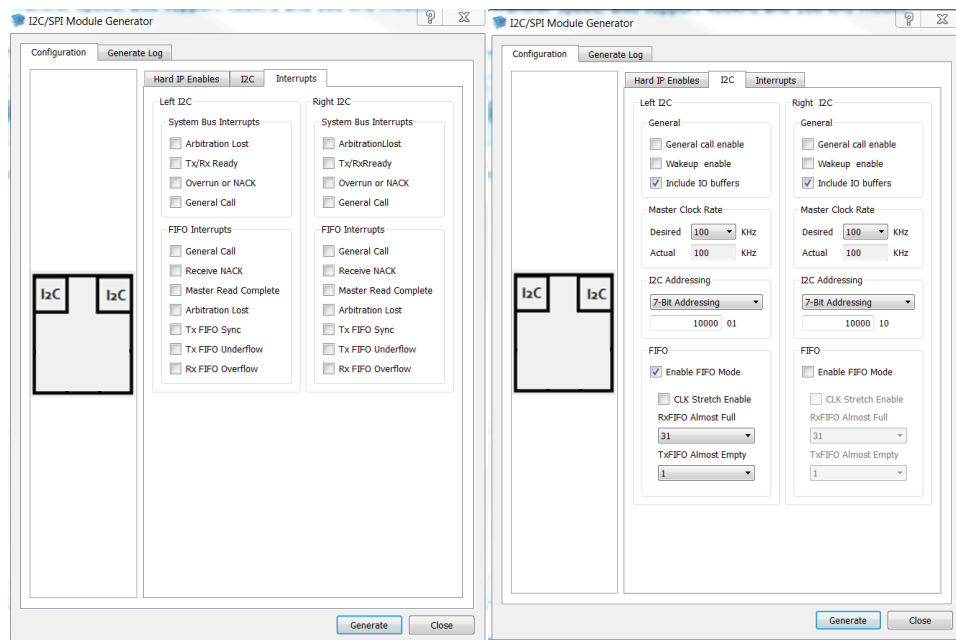 I2C/SPI Module Generator
Configuration Generate Log
Hard IP Enables I2C Interrupts
Left I2C Right I2C
System Bus Interrupts System Bus Interrupts
Arbitration Lost ArbitrationLlost
Tx/Rx Ready Tx/RxRready
Overrun or NACK Overrun or NACK
General Call General Call
FIFO Interrupts FIFO Interrupts
General Call General Call
Receive NACK Receive NACK
Master Read Complete Master Read Complete
Arbitration Lost Arbitration Lost
Tx FIFO Sync Tx FIFO Sync
Tx FIFO Underflow Tx FIFO Underflow
Rx FIFO Overflow Rx FIFO Overflow
I2C I2C
Generate Close
I2C/SPI Module Generator
Configuration Generate Log
Hard IP Enables I2C Interrupts
Left I2C Right I2C
General General
General call enable General call enable
Wakeup enable Wakeup enable
Include IO buffers Include IO buffers
Master Clock Rate Master Clock Rate
Desired 100 KHz Desired 100 KHz
Actual 100 KHz Actual 100 KHz
I2C Addressing I2C Addressing
7-Bit Addressing 7-Bit Addressing
10000 01 10000 10
FIFO FIFO
Enable FIFO Mode Enable FIFO Mode
CLK Stretch Enable CLK Stretch Enable
RxFIFO Almost Full RxFIFO Almost Full
31 31
TxFIFO Almost Empty TxFIFO Almost Empty
1 1
I2C I2C
Generate Close